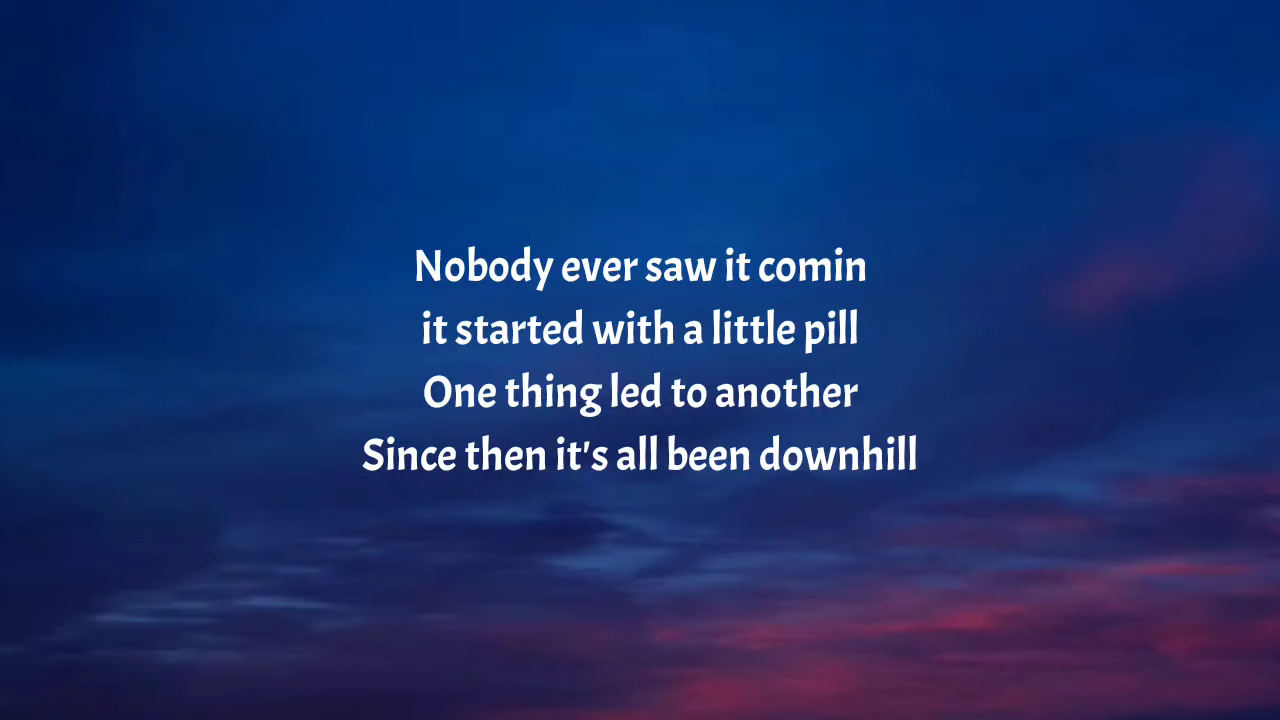 Nobody ever saw it comin
it started with a little pill
One thing led to another
Since then it's all been downhill